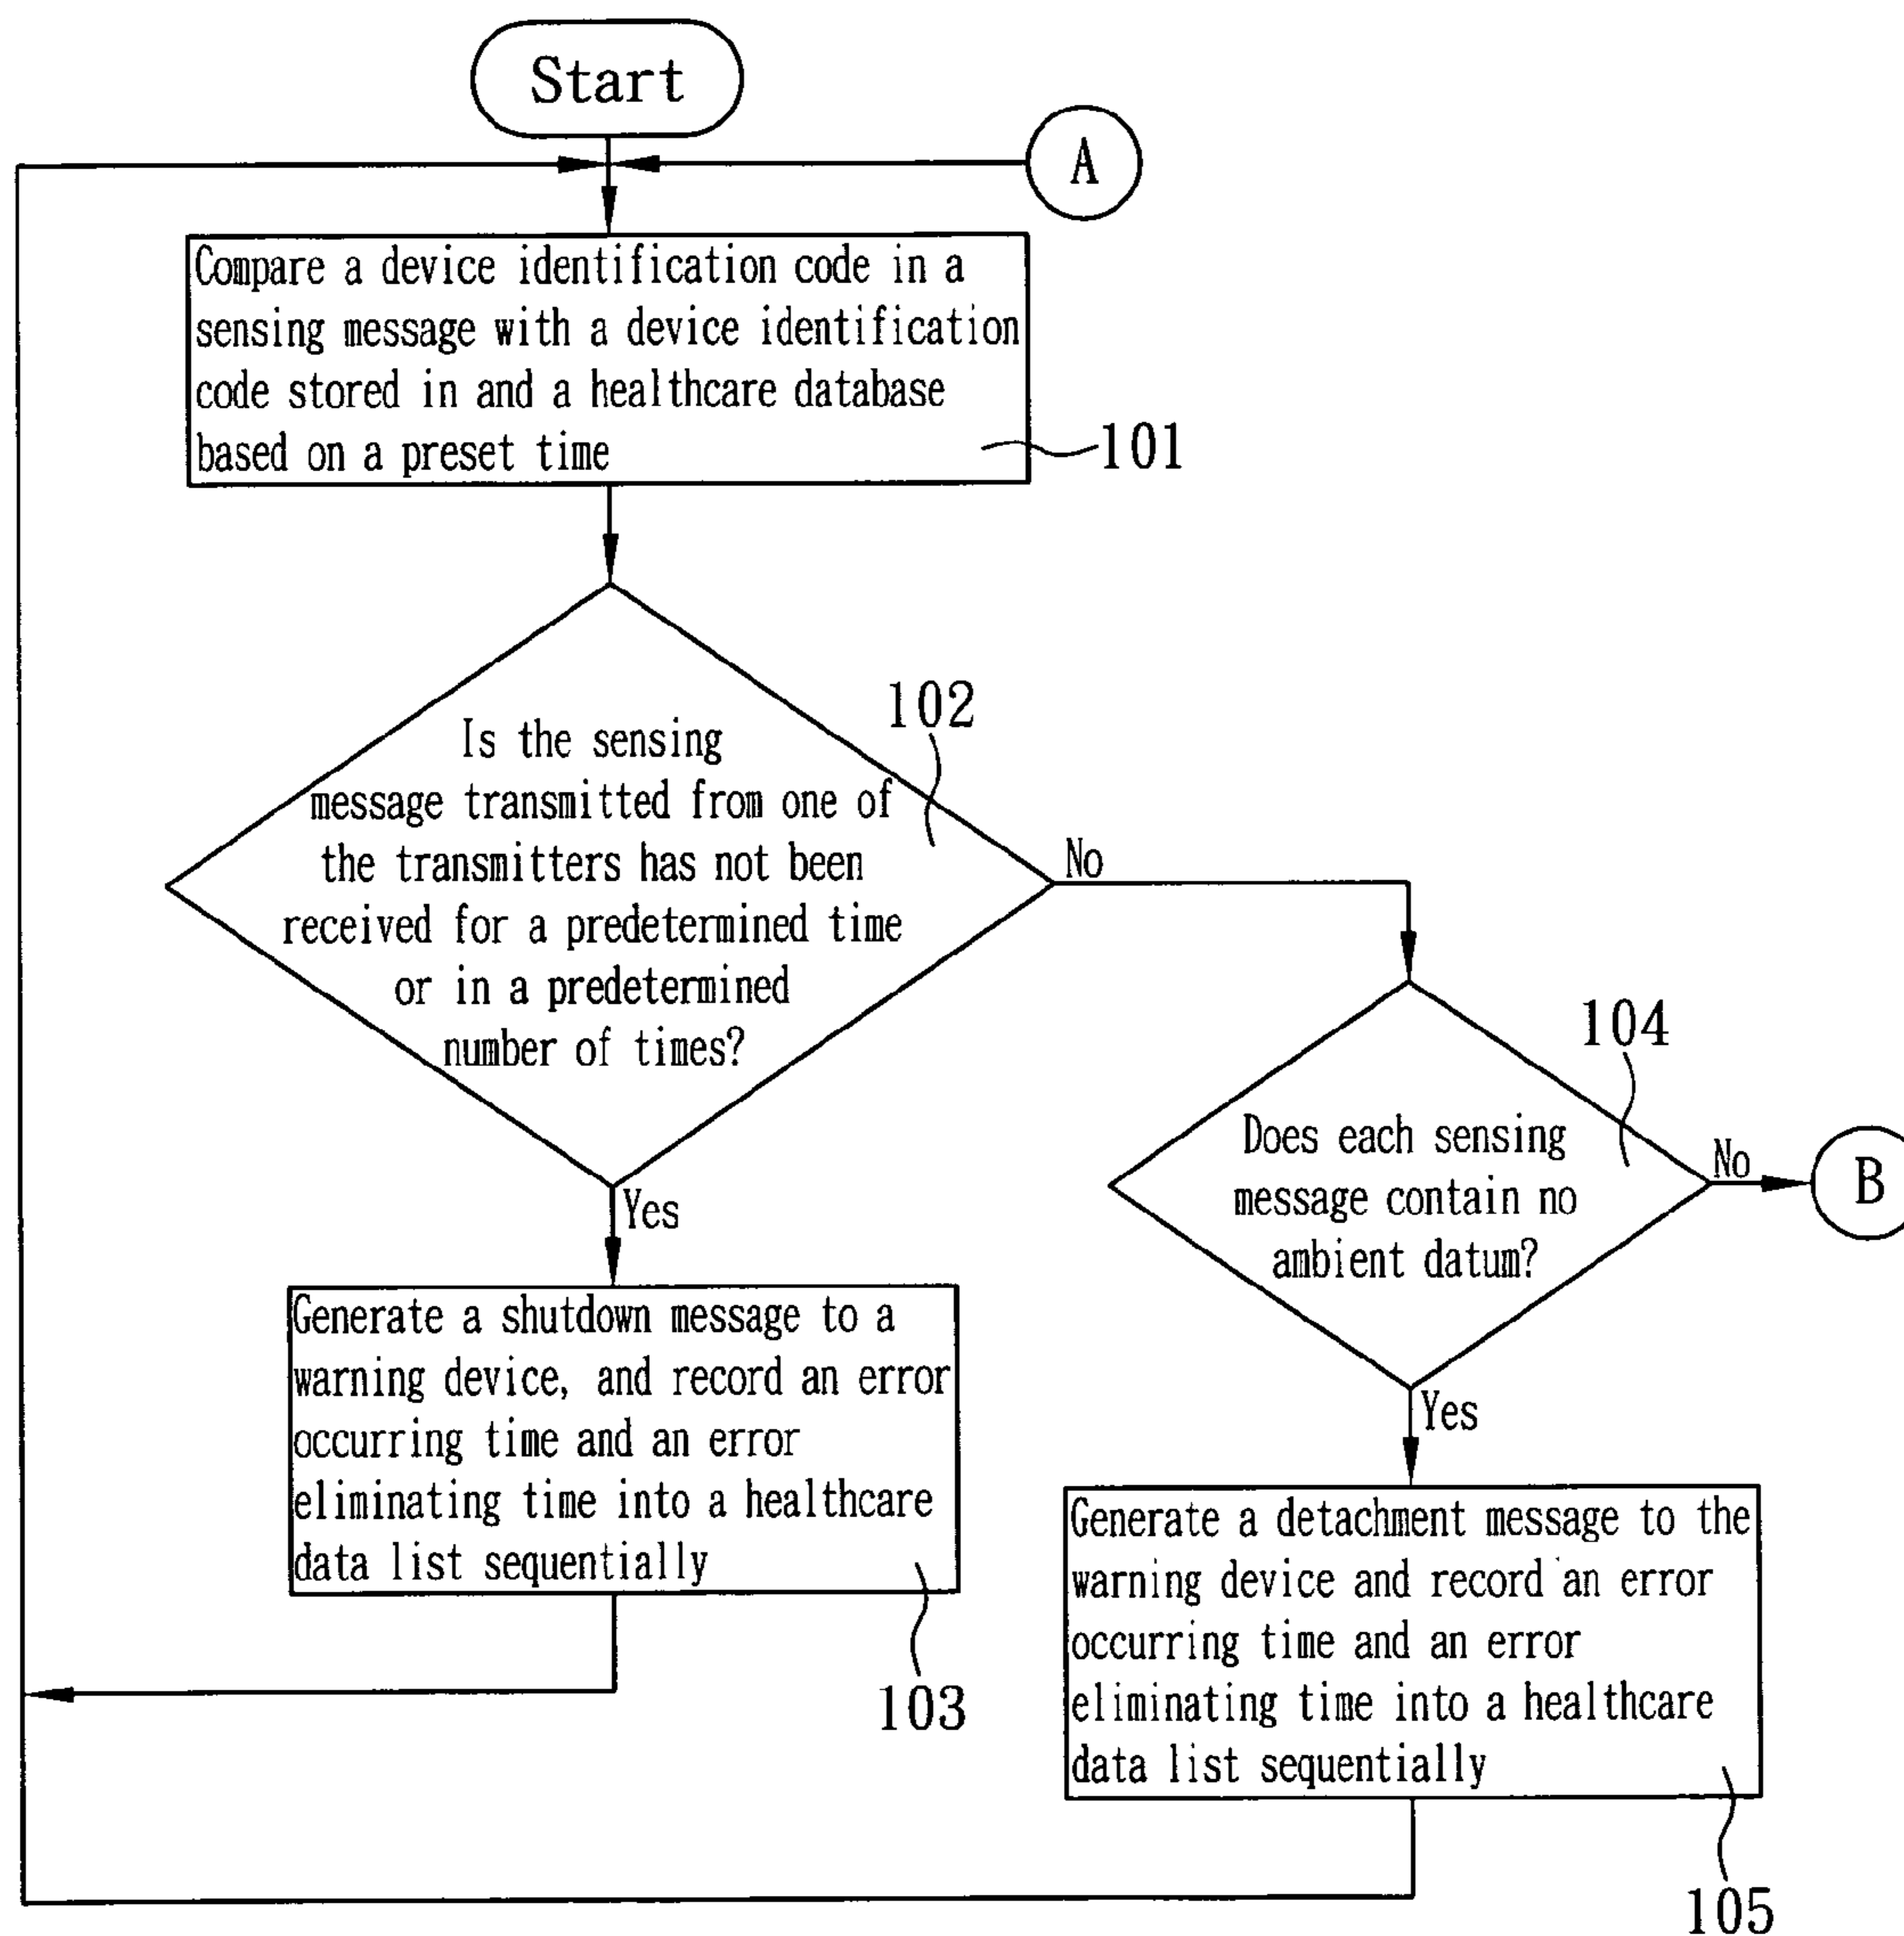 Start
A
Compare a device identification code in a
sensing message with a device identification
code stored in and a healthcare database
based on a preset time
101
102
Is the sensing
message transmitted from one of
the transmitters has not been
received for a predetermined time
or in a predetermined
number of times?
No
Yes
104
Does each sensing
message contain no
ambient datum?
No
B
Yes
Generate a shutdown message to a
warning device, and record an error
occurring time and an error
eliminating time into a healthcare
data list sequentially
103
Generate a detachment message to the
warning device and record an error
occurring time and an error
eliminating time into a healthcare
data list sequentially
105